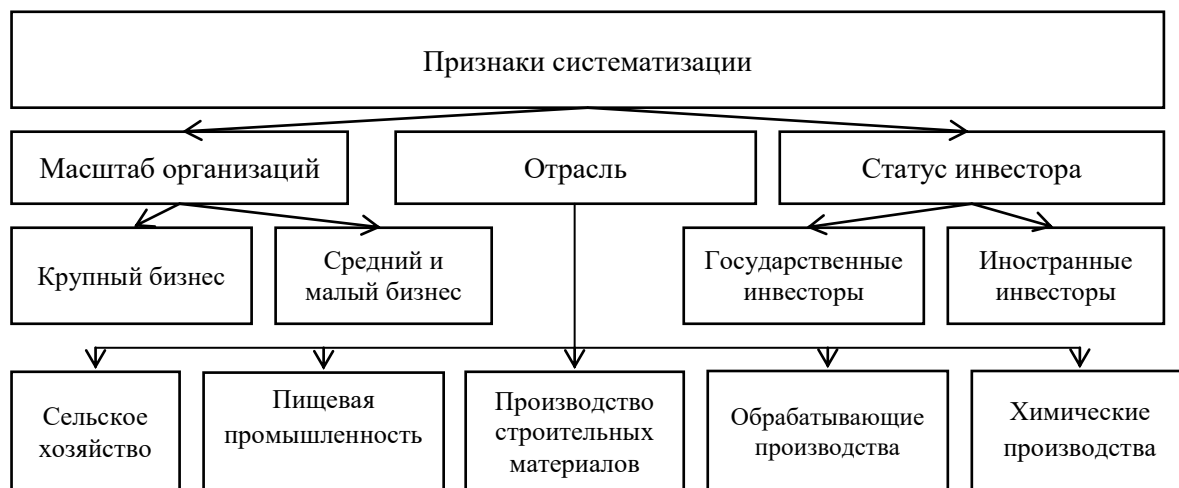 Признаки систематизации
Масштаб организаций
Отрасль
Статус инвестора
Крупный бизнес
Средний и
малый бизнес
Государственные
инвесторы
Иностранные
инвесторы
Сельское
хозяйство
Пищевая
промышленность
Производство
строительных
материалов
Обрабатывающие
производства
Химические
производства